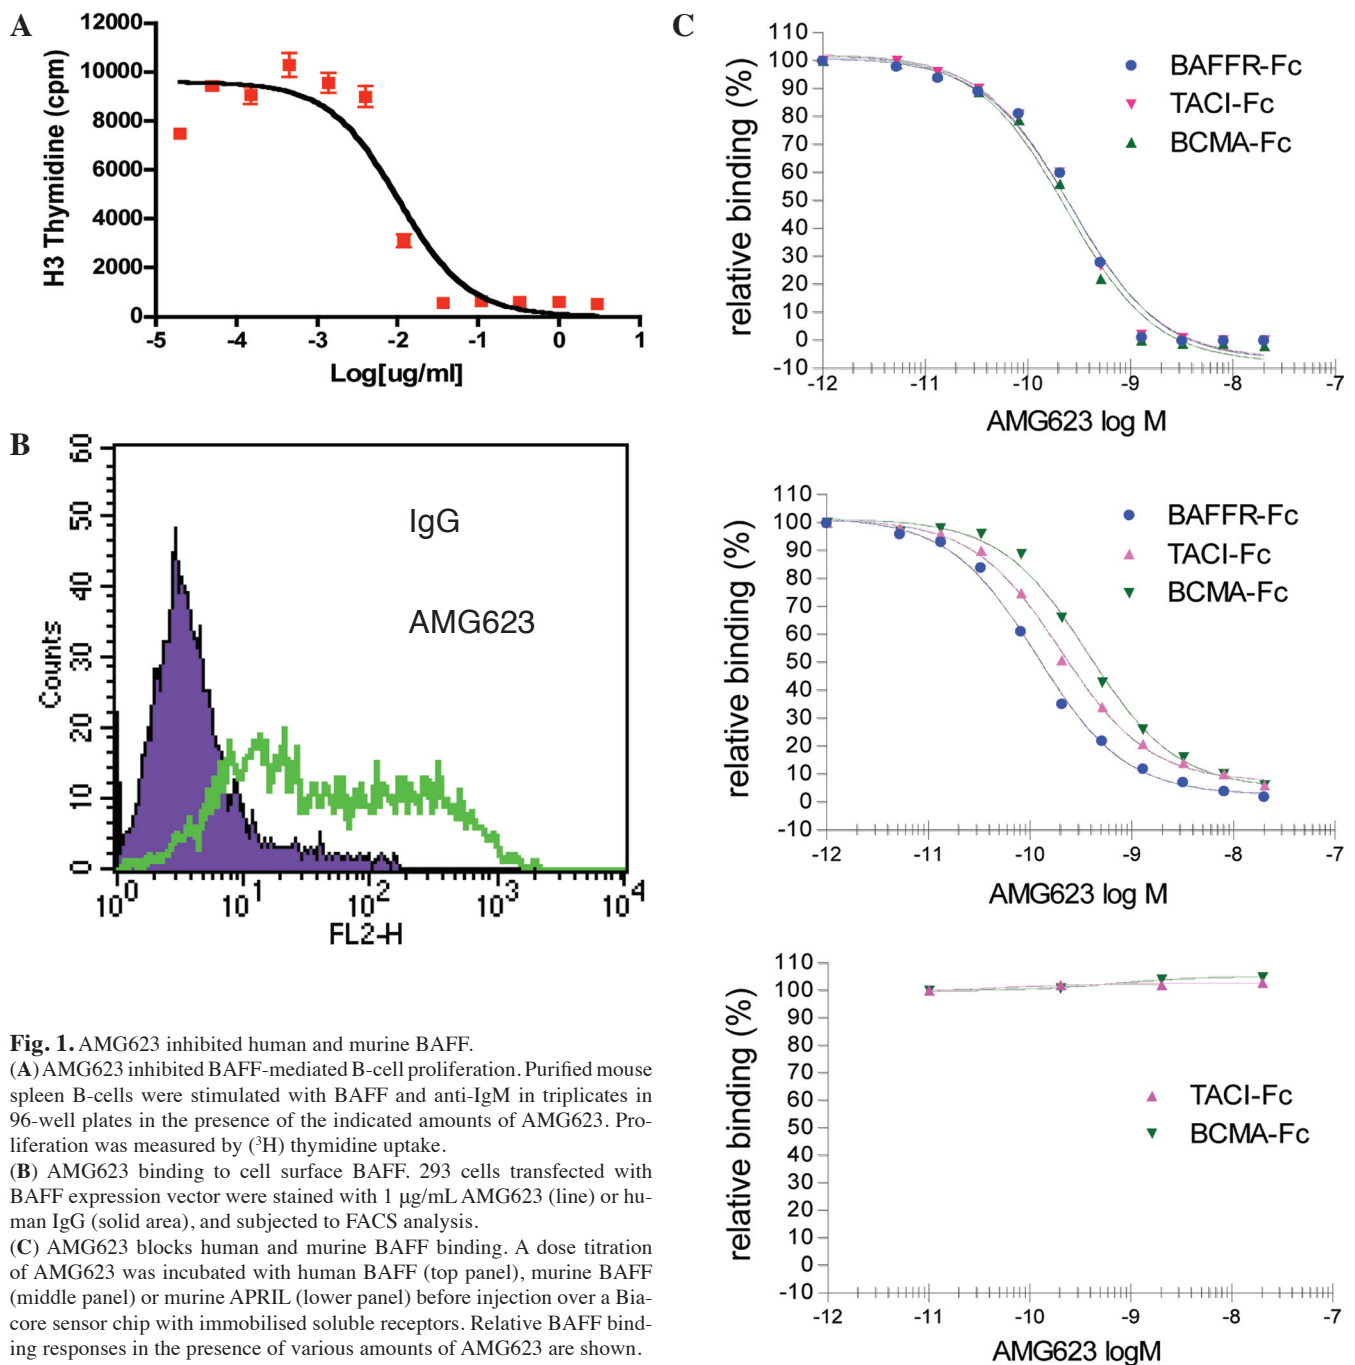 A
12000
10000
8000
6000
4000
2000
0
H3 Thymidine (cpm)
-5 -4 -3 -2 -1 0 1
Log[ug/ml]
B
60
50
40
30
20
10
0
Counts
IgG
AMG623
10⁰ 10¹ 10² 10³ 10⁴
FL2-H
Fig. 1. AMG623 inhibited human and murine BAFF.
(A) AMG623 inhibited BAFF-mediated B-cell proliferation. Purified mouse
spleen B-cells were stimulated with BAFF and anti-IgM in triplicates in
96-well plates in the presence of the indicated amounts of AMG623. Pro-
liferation was measured by (³H) thymidine uptake.
(B) AMG623 binding to cell surface BAFF. 293 cells transfected with
BAFF expression vector were stained with 1 μg/mL AMG623 (line) or hu-
man IgG (solid area), and subjected to FACS analysis.
(C) AMG623 blocks human and murine BAFF binding. A dose titration
of AMG623 was incubated with human BAFF (top panel), murine BAFF
(middle panel) or murine APRIL (lower panel) before injection over a Bia-
core sensor chip with immobilised soluble receptors. Relative BAFF bind-
ing responses in the presence of various amounts of AMG623 are shown.
C
110
100
90
80
70
60
50
40
30
20
10
0
-10
relative binding (%)
BAFFR-Fc
TACI-Fc
BCMA-Fc
-12 -11 -10 -9 -8 -7
AMG623 log M
110
100
90
80
70
60
50
40
30
20
10
0
-10
relative binding (%)
BAFFR-Fc
TACI-Fc
BCMA-Fc
-12 -11 -10 -9 -8 -7
AMG623 log M
110
100
90
80
70
60
50
40
30
20
10
0
-10
relative binding (%)
TACI-Fc
BCMA-Fc
-12 -11 -10 -9 -8 -7
AMG623 logM